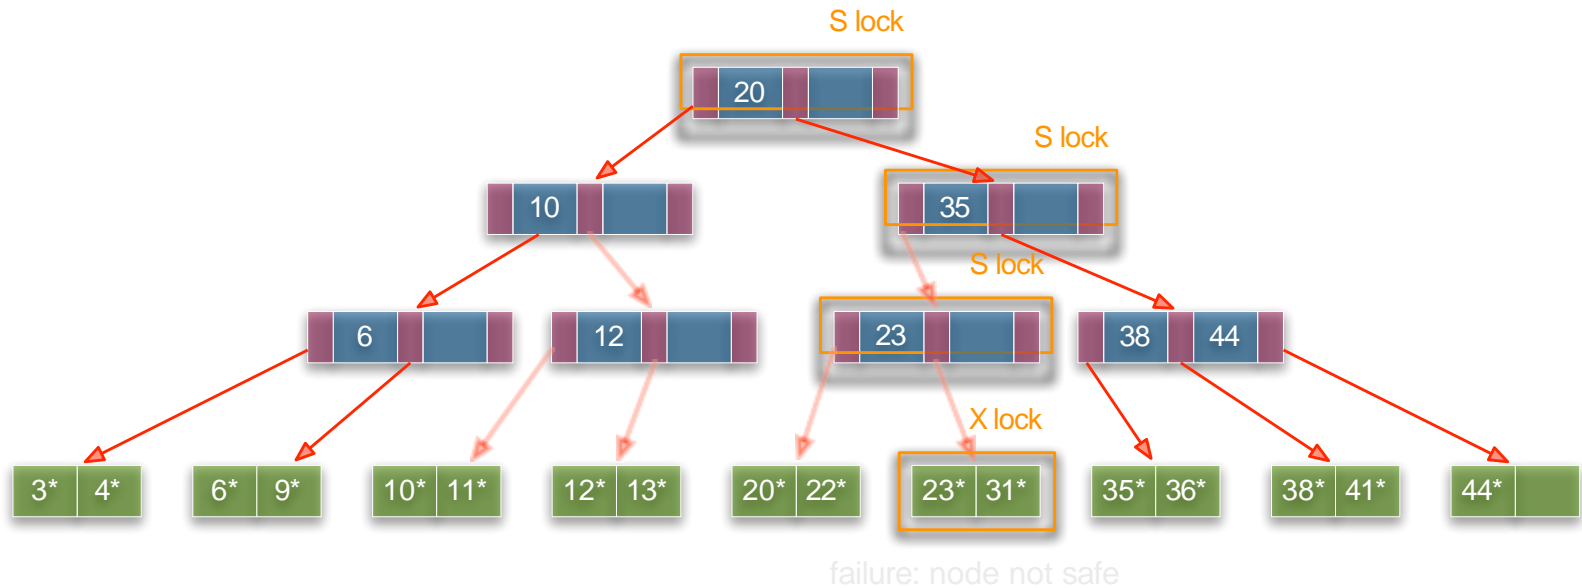 S lock
20
S lock
10
35
S lock
6
12
23
38 44
X lock
3* 4* 6* 9* 10* 11* 12* 13* 20* 22* 23* 31* 35* 36* 38* 41* 44*
failure: node not safe